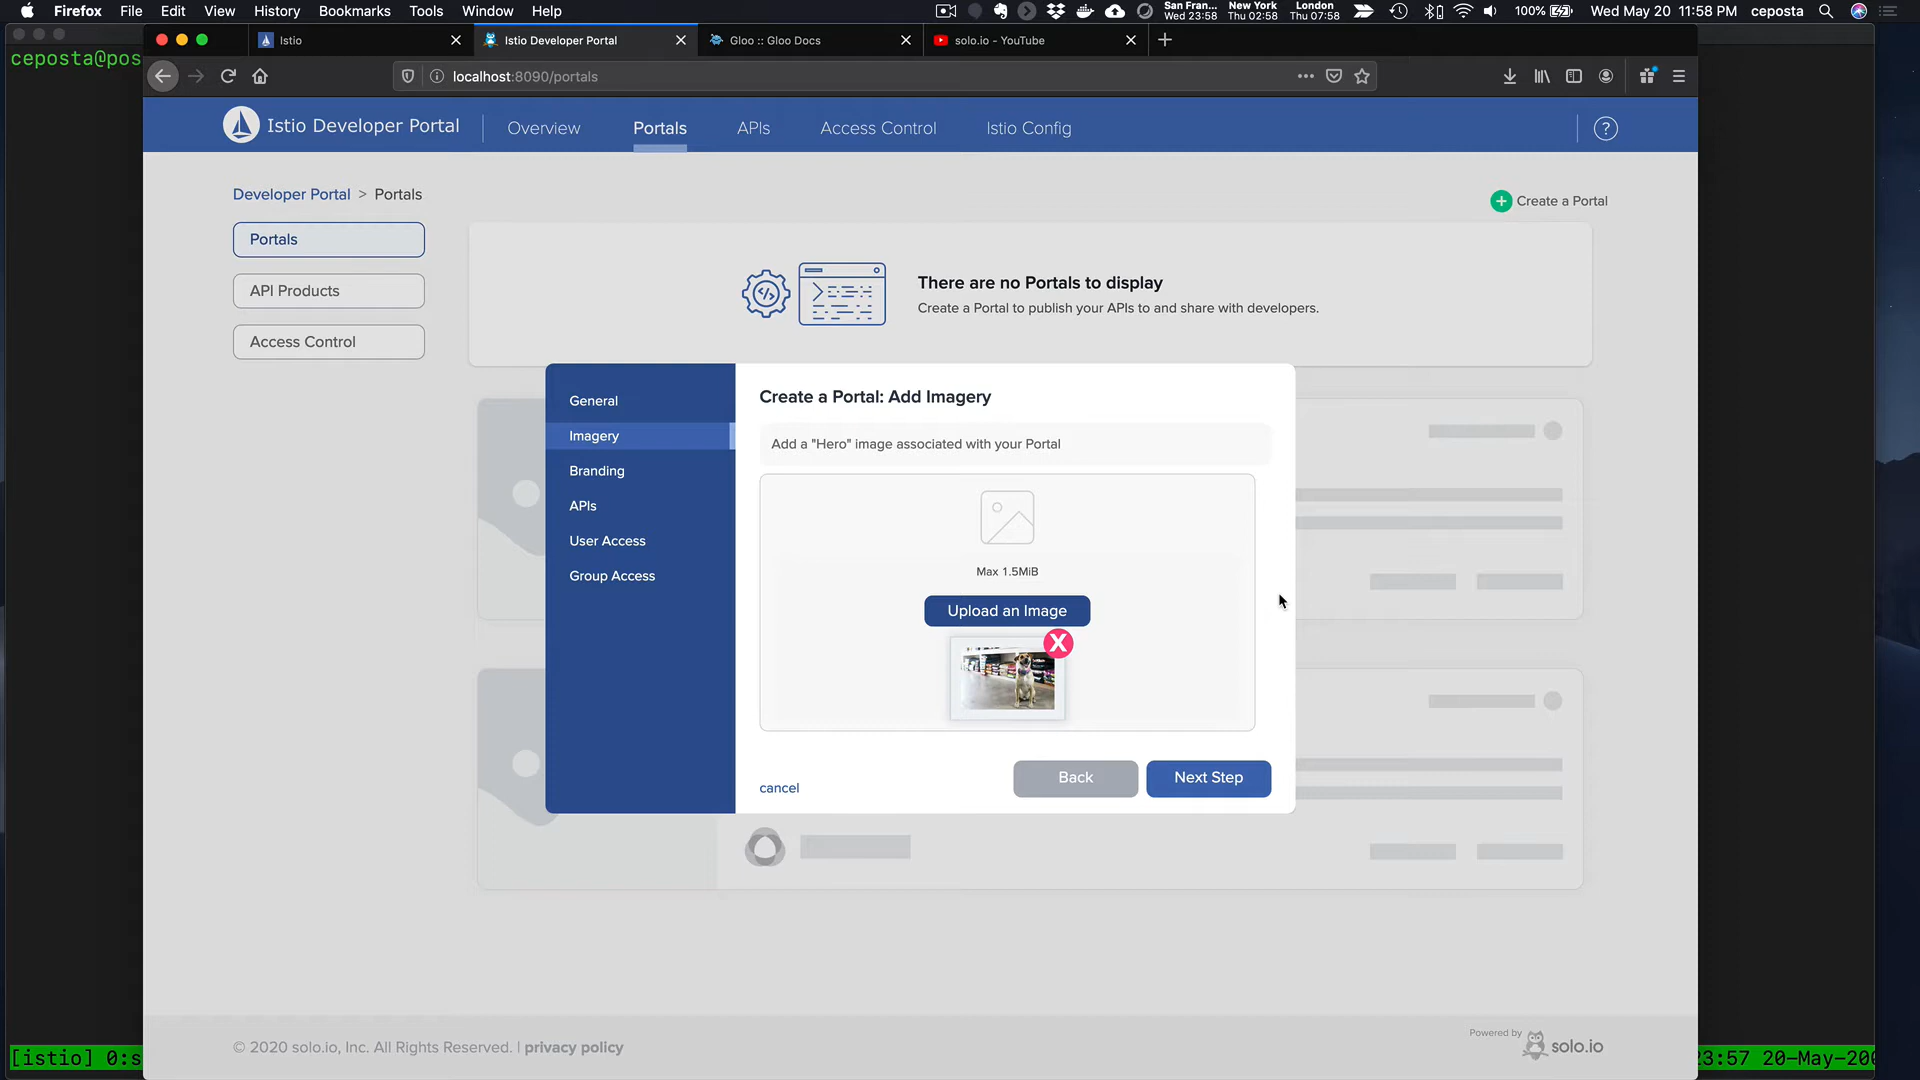 Firefox File Edit View History Bookmarks Tools Window Help
San Fran... Wed 23:58
New York Thu 02:58
London Thu 07:58
100%
Wed May 20 11:58 PM ceposta
ceposta@pos
Istio
Istio Developer Portal
Gloo :: Gloo Docs
solo.io - YouTube
localhost:8090/portals
Istio Developer Portal
Overview
Portals
APIs
Access Control
Istio Config
?
Developer Portal > Portals
Create a Portal
Portals
API Products
Access Control
There are no Portals to display
Create a Portal to publish your APIs to and share with developers.
General
Imagery
Branding
APIs
User Access
Group Access
Create a Portal: Add Imagery
Add a "Hero" image associated with your Portal
Max 1.5MiB
Upload an Image
X
cancel
Back
Next Step
© 2020 solo.io, Inc. All Rights Reserved. | privacy policy
Powered by
solo.io
[istio] 0:s
23:57 20-May-20